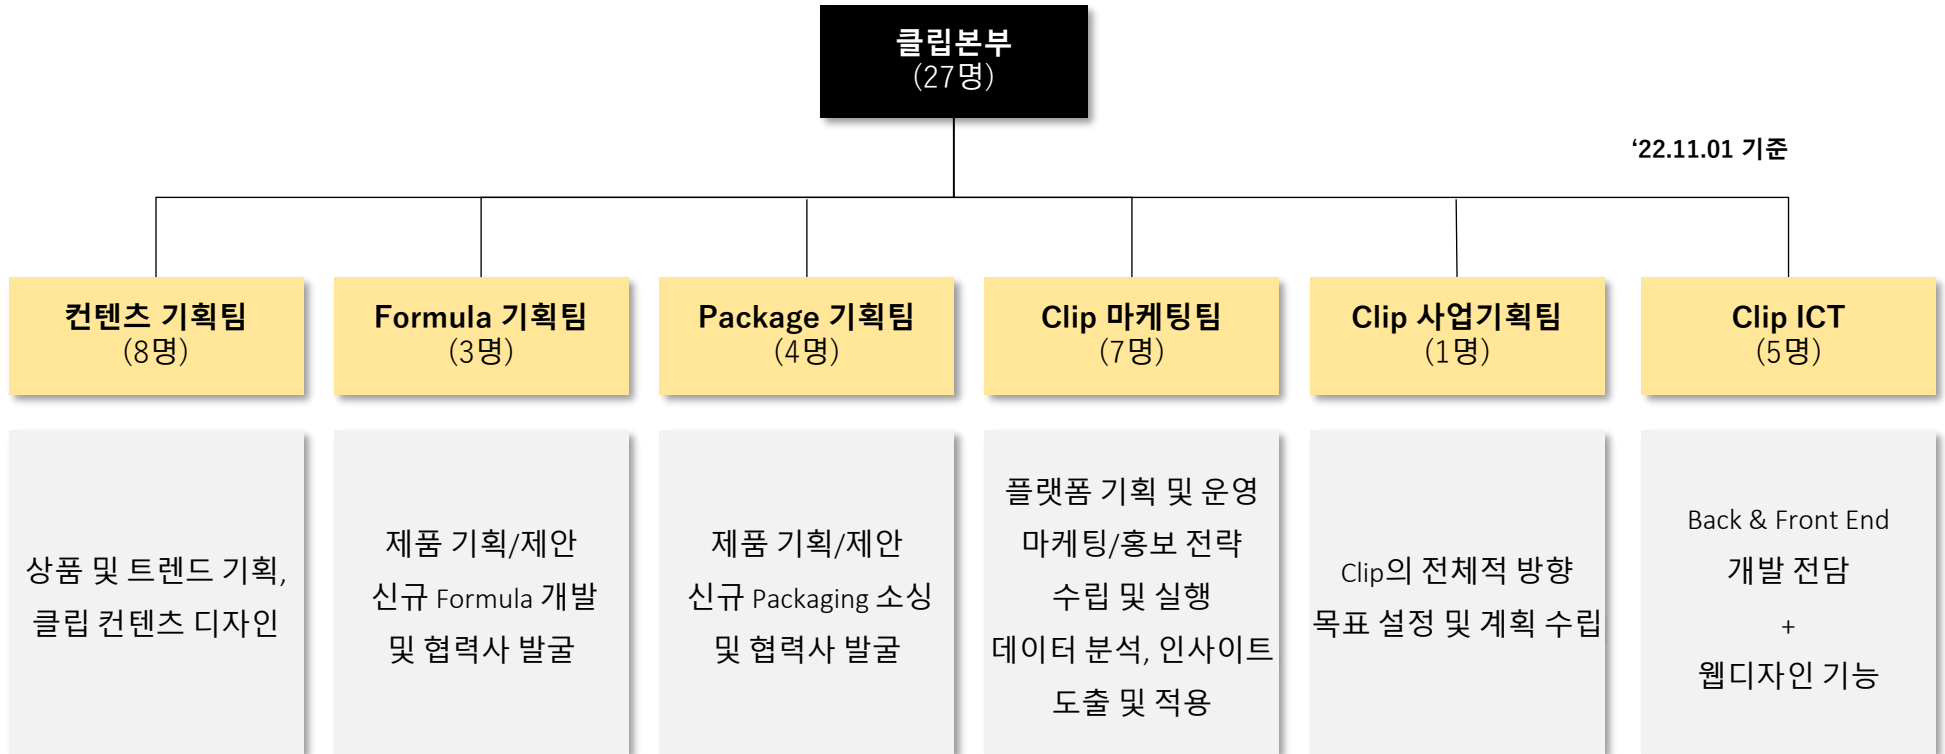 클립본부
(27명)
‘22.11.01 기준
컨텐츠 기획팀
(8명)
Formula 기획팀
(3명)
Package 기획팀
(4명)
Clip 마케팅팀
(7명)
Clip 사업기획팀
(1명)
Clip ICT
(5명)
상품 및 트렌드 기획,
클립 컨텐츠 디자인
제품 기획/제안
신규 Formula 개발
및 협력사 발굴
제품 기획/제안
신규 Packaging 소싱
및 협력사 발굴
플랫폼 기획 및 운영
마케팅/홍보 전략
수립 및 실행
데이터 분석, 인사이트
도출 및 적용
Clip의 전체적 방향
목표 설정 및 계획 수립
Back & Front End
개발 전담
+
웹디자인 기능